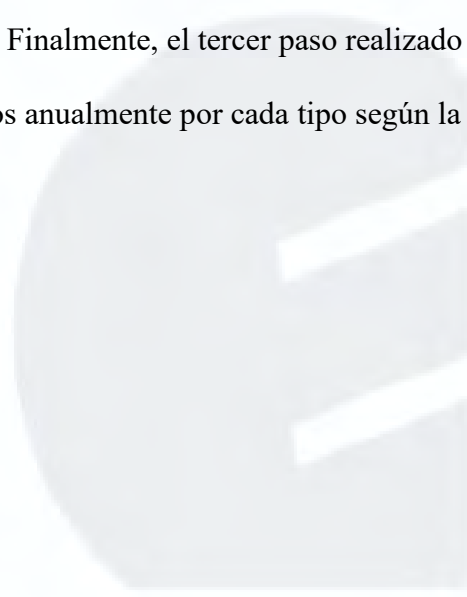 Finalmente, el tercer paso realizado
os anualmente por cada tipo según la